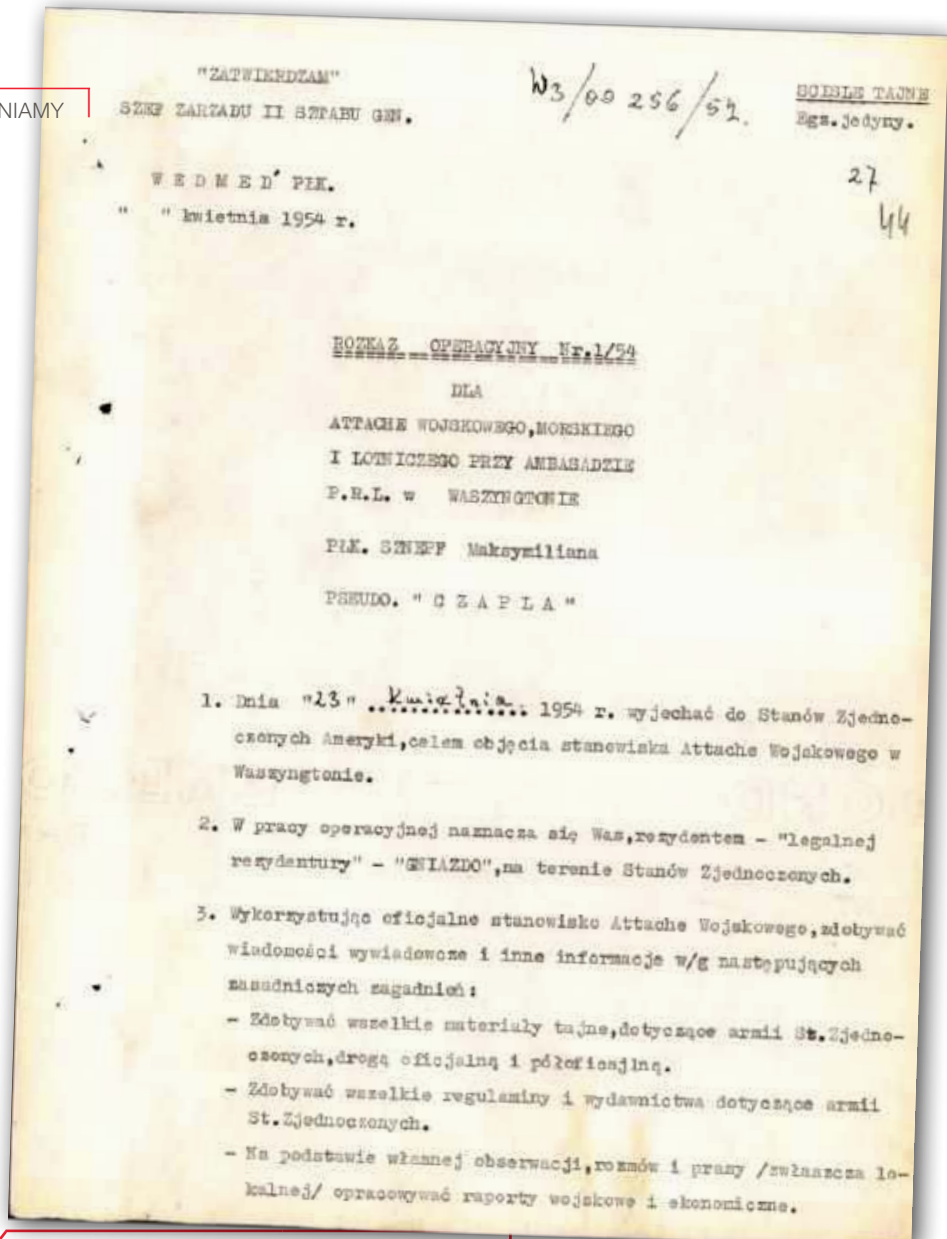 NIAMY
"ZATWIERDZAM"
SZEF ZARZADU II SZTABU GEN.
W3/00 256/52.
SCISLE TAJNE
Egz.jedyny.
27
44
W E D M E D' PŁK.
"   " kwietnia 1954 r.
ROZKAZ OPERACYJNY Nr.1/54
DLA
ATTACHE WOJSKOWEGO,MORSKIEGO
I LOTNICZEGO PRZY AMBASADZIE
P.R.L. w WASZYNGTONIE
PŁK. SZNEPF Maksymiliana
PSEUDO. " C Z A P L A "
1. Dnia "23" kwietnia 1954 r. wyjechać do Stanów Zjedno-
czonych Ameryki,celem objęcia stanowiska Attache Wojskowego w
Waszyngtonie.
2. W pracy operacyjnej naznacza się Was,rezydentem - "legalnej
rezydentury" - "GNIAZDO",na terenie Stanów Zjednoczonych.
3. Wykorzystując oficjalne stanowisko Attache Wojskowego,zdobywać
wiadomości wywiadowcze i inne informacje w/g następujących
zasadniczych zagadnień:
- Zdobywać wszelkie materiały tajne,dotyczące armii St.Zjedno-
czonych,drogą oficjalną i półoficajlną.
- Zdobywać wszelkie regulaminy i wydawnictwa dotyczące armii
St.Zjednoczonych.
- Na podstawie własnej obserwacji,rozmów i prasy /zwłaszcza lo-
kalnej/ opracowywać raporty wojskowe i ekonomiczne.